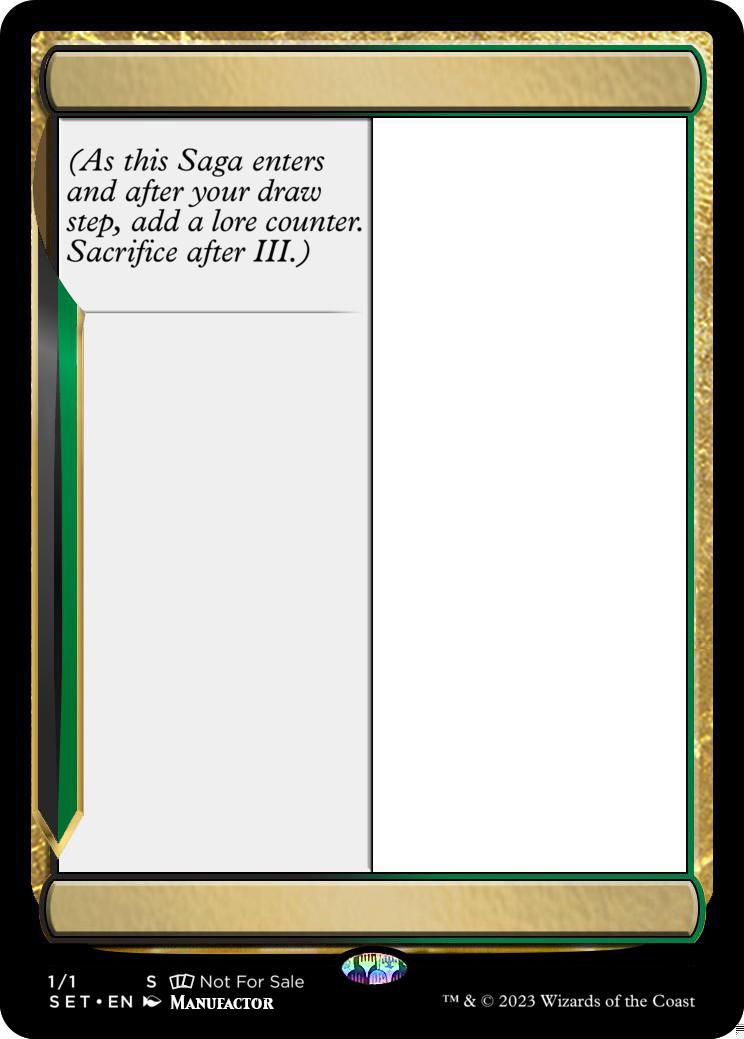 (As this Saga enters
and after your draw
step, add a lore counter.
Sacrifice after III.)
1/1 S Not For Sale
SET • EN MANUFACTOR
™ & © 2023 Wizards of the Coast